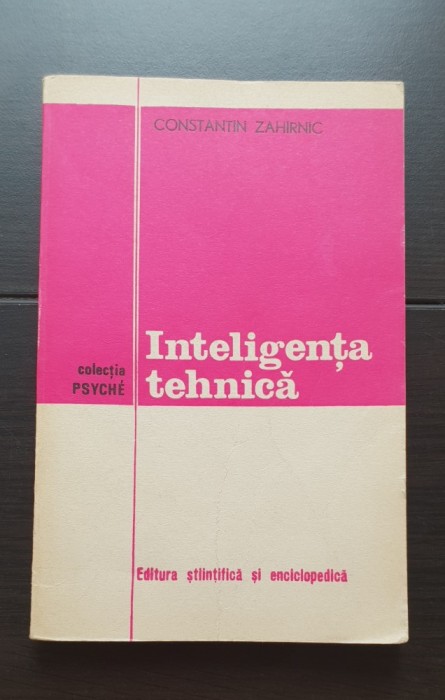 CONSTANTIN ZAHIRNIC
Inteligența
tehnică
colecția
PSYCHÉ
Editura științifică și enciclopedică